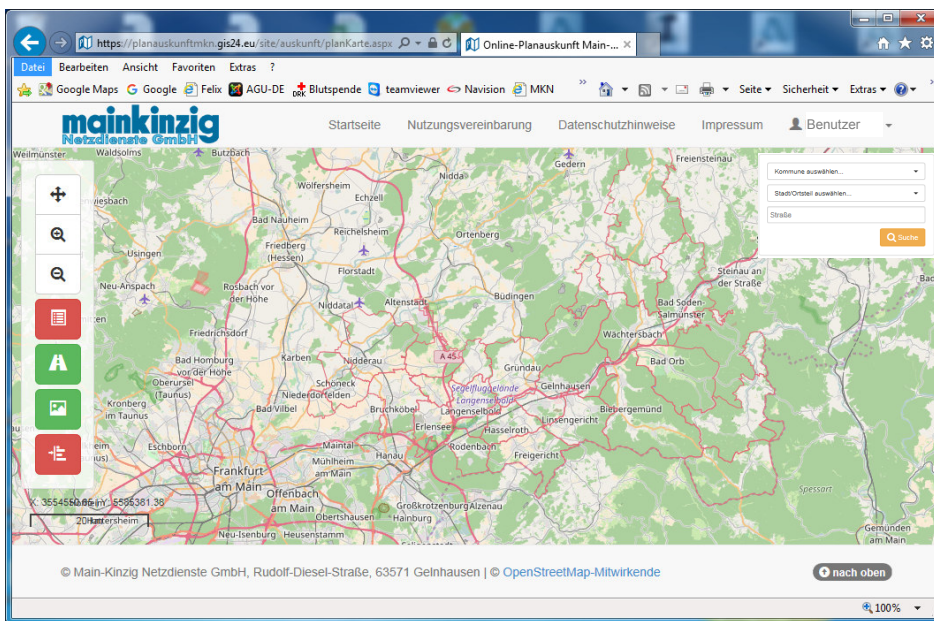 https://planauskunftmkn.gis24.eu/site/auskunft/planKarte.aspx
Online-Planauskunft Main-...
Datei Bearbeiten Ansicht Favoriten Extras ?
Google Maps Google Felix AGU-DE Blutspende teamviewer Navision MKN Seite Sicherheit Extras
mainkinzig
Netzdienste GmbH
Startseite Nutzungsvereinbarung Datenschutzhinweise Impressum Benutzer
Weilmünster Waldsolms Butzbach Gedern Freiensteinau
Nidda
Kommune auswählen...
Wölfersheim
Echzell
Stadt/Ortsteil auswählen...
Straße
Bad Nauheim
Reichelsheim
Ortenberg
Suche
Usingen
Friedberg
(Hessen)
Florstadt
Steinau an
der Straße
Neu-Anspach
Rosbach vor
der Höhe
Niddatal
Altenstadt
Büdingen
Bad Soden-
Salmünster
Friedrichsdorf
Wächtersbach
Bad Homburg
vor der Höhe
Karben
Nidderau
A 45
Gründau
Bad Orb
Oberursel
(Taunus)
Schöneck
Niederdorfelden
Segelfluggelände
Langenselbold
Gelnhausen
Kronberg
im Taunus
Bad Vilbel
Bruchköbel
Langenselbold
Biebergemünd
Linsengericht
Erlensee
Hasselroth
Eschborn
Maintal
Rodenbach
Freigericht
Hanau
Mühlheim
am Main
Frankfurt
am Main
Offenbach
am Main
Spessart
Großkrotzenburg
Alzenau
Obertshausen
Hainburg
Gemünden
am Main
Neu-Isenburg
Heusenstamm
© Main-Kinzig Netzdienste GmbH, Rudolf-Diesel-Straße, 63571 Gelnhausen | © OpenStreetMap-Mitwirkende
nach oben
100%